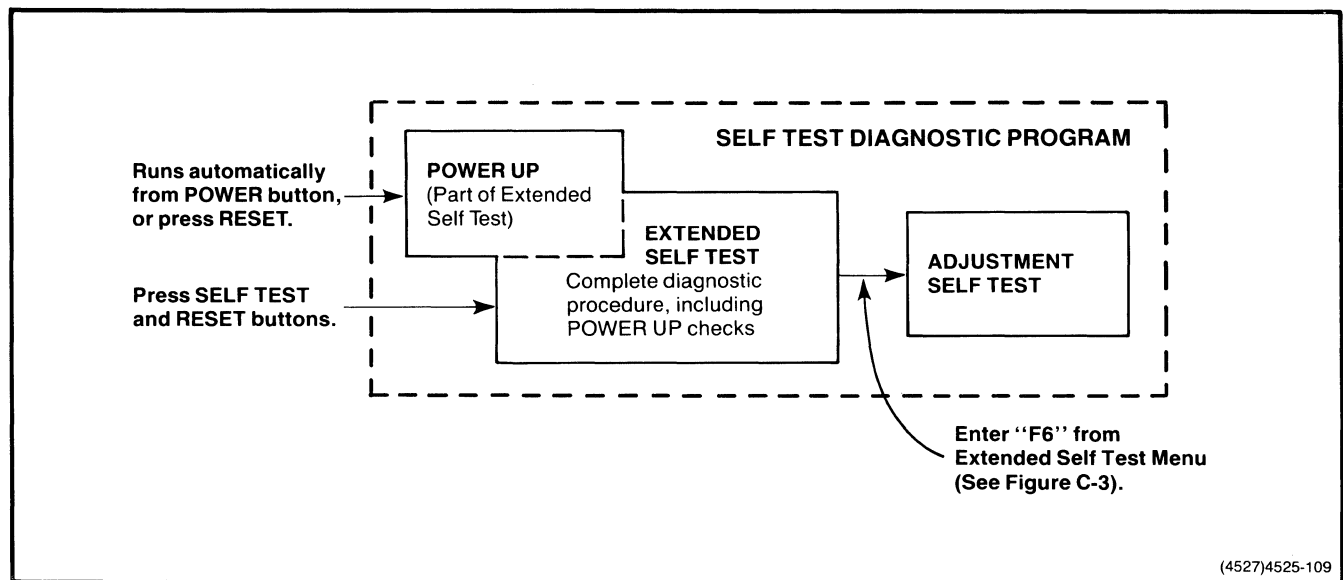 SELF TEST DIAGNOSTIC PROGRAM
Runs automatically
from POWER button,
or press RESET.
POWER UP
(Part of Extended
Self Test)
Press SELF TEST
and RESET buttons.
EXTENDED
SELF TEST
Complete diagnostic
procedure, including
POWER UP checks
ADJUSTMENT
SELF TEST
Enter ‘‘F6’’ from
Extended Self Test Menu
(See Figure C-3).
(4527)4525-109